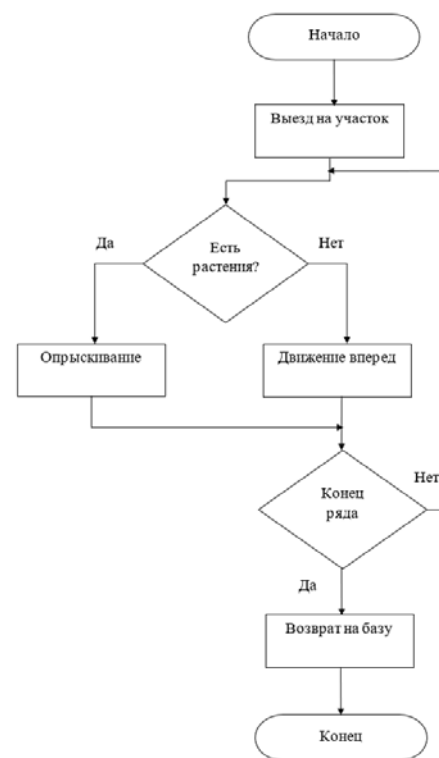 Начало
Выезд на участок
Есть
растения?
Да
Нет
Опрыскивание
Движение вперед
Конец
ряда
Нет
Да
Возврат на базу
Конец